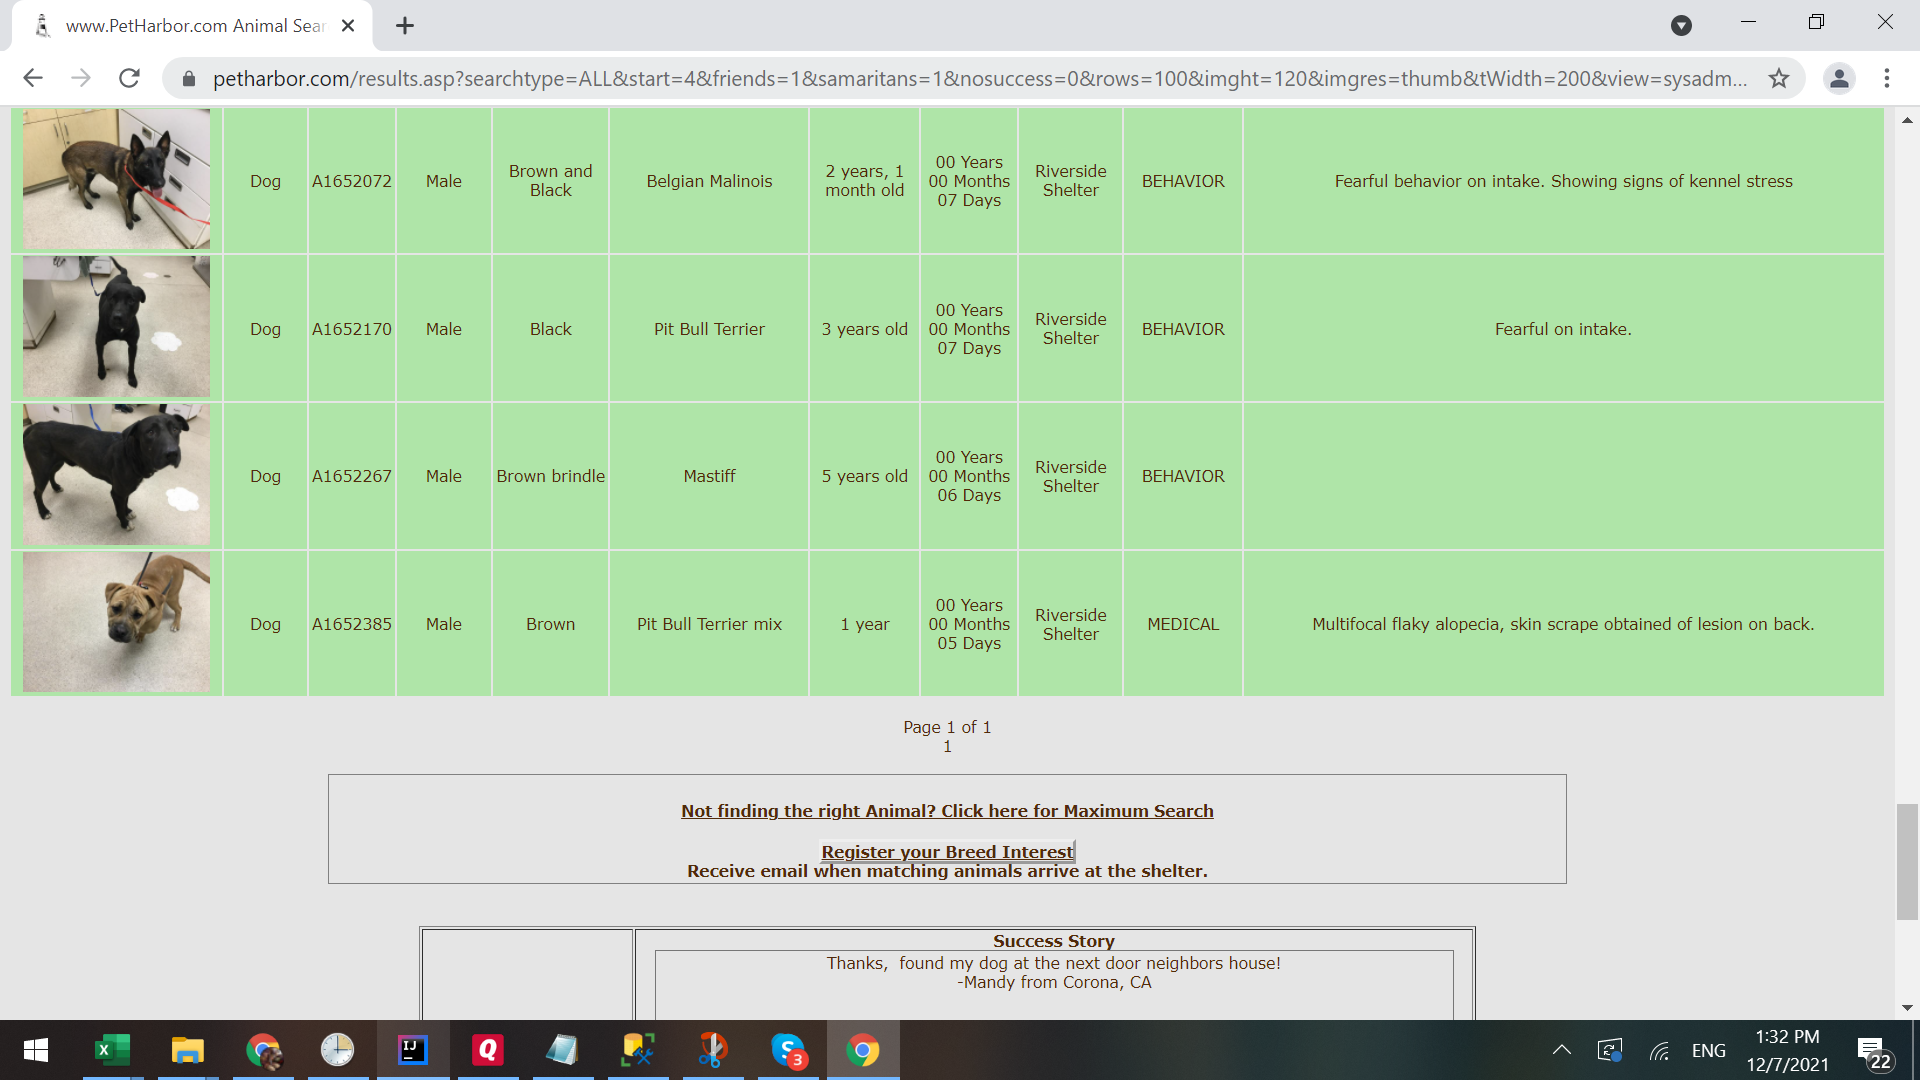 www.PetHarbor.com Animal Sear
petharbor.com/results.asp?searchtype=ALL&start=4&friends=1&samaritans=1&nosuccess=0&rows=100&imght=120&imgres=thumb&tWidth=200&view=sysadm...
Dog A1652072 Male Brown and Black Belgian Malinois 2 years, 1 month old 00 Years 00 Months 07 Days Riverside Shelter BEHAVIOR Fearful behavior on intake. Showing signs of kennel stress
Dog A1652170 Male Black Pit Bull Terrier 3 years old 00 Years 00 Months 07 Days Riverside Shelter BEHAVIOR Fearful on intake.
Dog A1652267 Male Brown brindle Mastiff 5 years old 00 Years 00 Months 06 Days Riverside Shelter BEHAVIOR
Dog A1652385 Male Brown Pit Bull Terrier mix 1 year 00 Years 00 Months 05 Days Riverside Shelter MEDICAL Multifocal flaky alopecia, skin scrape obtained of lesion on back.
Page 1 of 1
1
Not finding the right Animal? Click here for Maximum Search
Register your Breed Interest
Receive email when matching animals arrive at the shelter.
Success Story
Thanks, found my dog at the next door neighbors house!
-Mandy from Corona, CA
X
IJ
Q
S
3
ENG
1:32 PM
12/7/2021
22